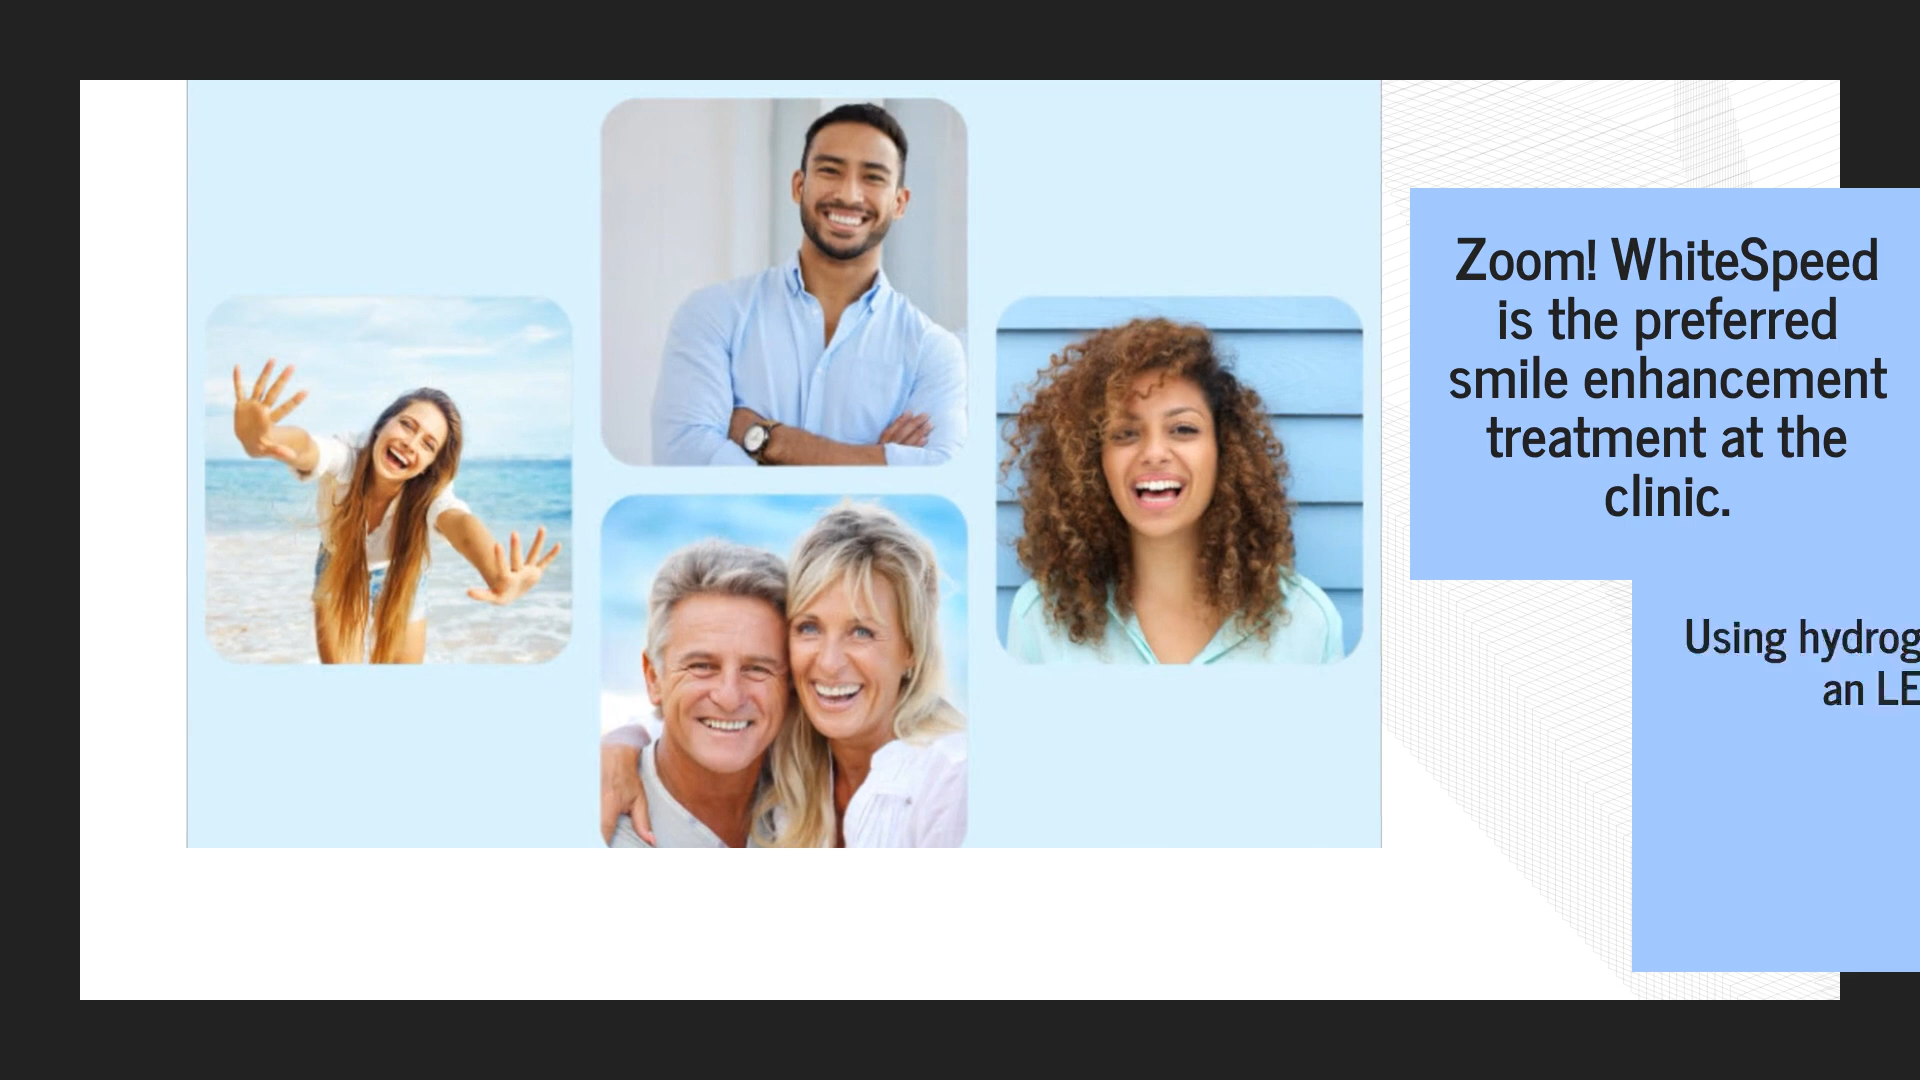 Zoom! WhiteSpeed
is the preferred
smile enhancement
treatment at the
clinic.
Using
an